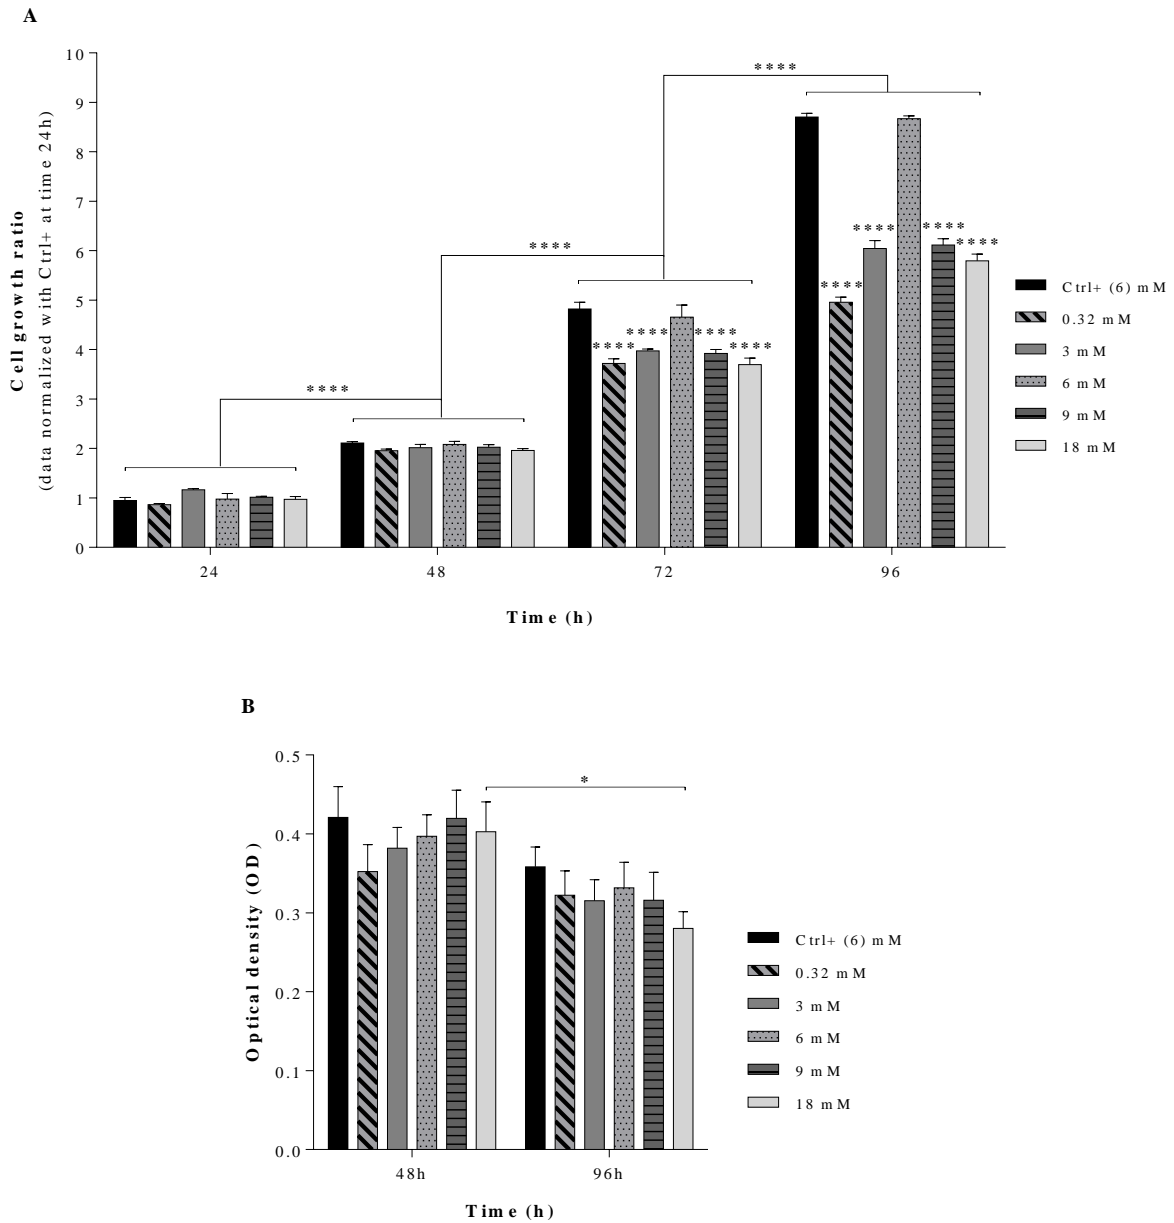 A
10
9
8
7
6
5
4
3
2
1
0
Cell growth ratio
(data normalized with Ctrl+ at time 24h)
****
****
****
****
****
****
****
****
****
****
****
24
48
72
96
Time (h)
Ctrl+ (6) mM
0.32 mM
3 mM
6 mM
9 mM
18 mM
B
0.5
0.4
0.3
0.2
0.1
0.0
Optical density (OD)
*
48h
96h
Time (h)
Ctrl+ (6) mM
0.32 mM
3 mM
6 mM
9 mM
18 mM